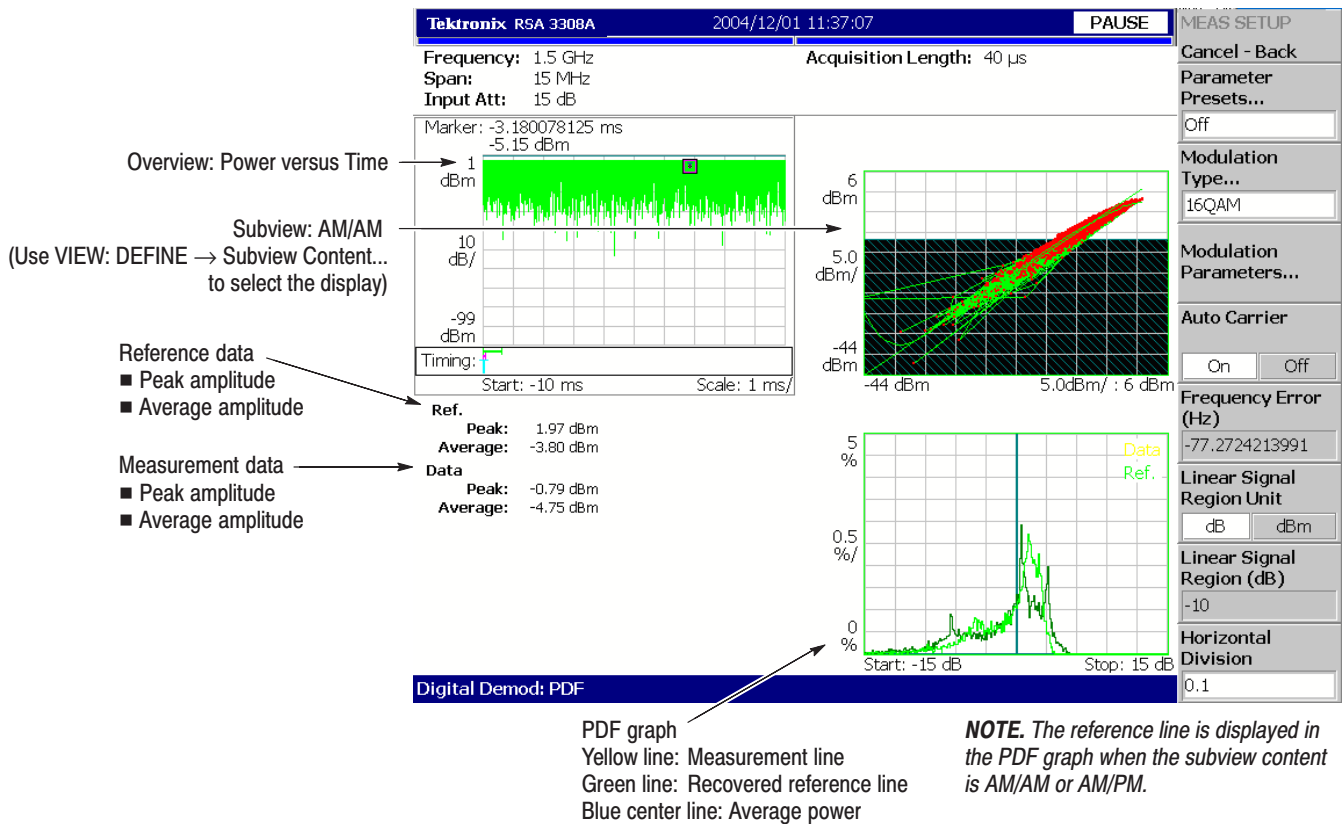 Tektronix RSA 3308A 2004/12/01 11:37:07 PAUSE
Frequency: 1.5 GHz
Span: 15 MHz
Input Att: 15 dB
Acquisition Length: 40 µs
Marker: -3.180078125 ms
-5.15 dBm
1
dBm
10
dB/
-99
dBm
Timing:
Start: -10 ms Scale: 1 ms/
6
dBm
5.0
dBm/
-44
dBm
-44 dBm 5.0dBm/ : 6 dBm
Ref.
Peak: 1.97 dBm
Average: -3.80 dBm
Data
Peak: -0.79 dBm
Average: -4.75 dBm
5
%
Data
Ref.
0.5
%/
0
%
Start: -15 dB Stop: 15 dB
Digital Demod: PDF
MEAS SETUP
Cancel - Back
Parameter
Presets...
Off
Modulation
Type...
16QAM
Modulation
Parameters...
Auto Carrier
On Off
Frequency Error
(Hz)
-77.2724213991
Linear Signal
Region Unit
dB dBm
Linear Signal
Region (dB)
-10
Horizontal
Division
0.1
Overview: Power versus Time
Subview: AM/AM
(Use VIEW: DEFINE → Subview Content...
to select the display)
Reference data
■ Peak amplitude
■ Average amplitude
Measurement data
■ Peak amplitude
■ Average amplitude
PDF graph
Yellow line: Measurement line
Green line: Recovered reference line
Blue center line: Average power
NOTE. The reference line is displayed in
the PDF graph when the subview content
is AM/AM or AM/PM.